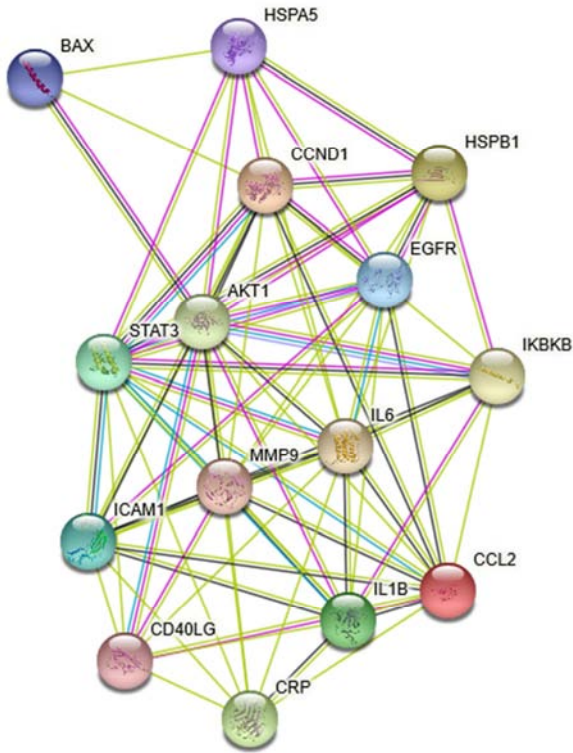 HSPA5
BAX
CCND1
HSPB1
EGFR
AKT1
STAT3
IKBKB
IL6
MMP9
ICAM1
CCL2
IL1B
CD40LG
CRP